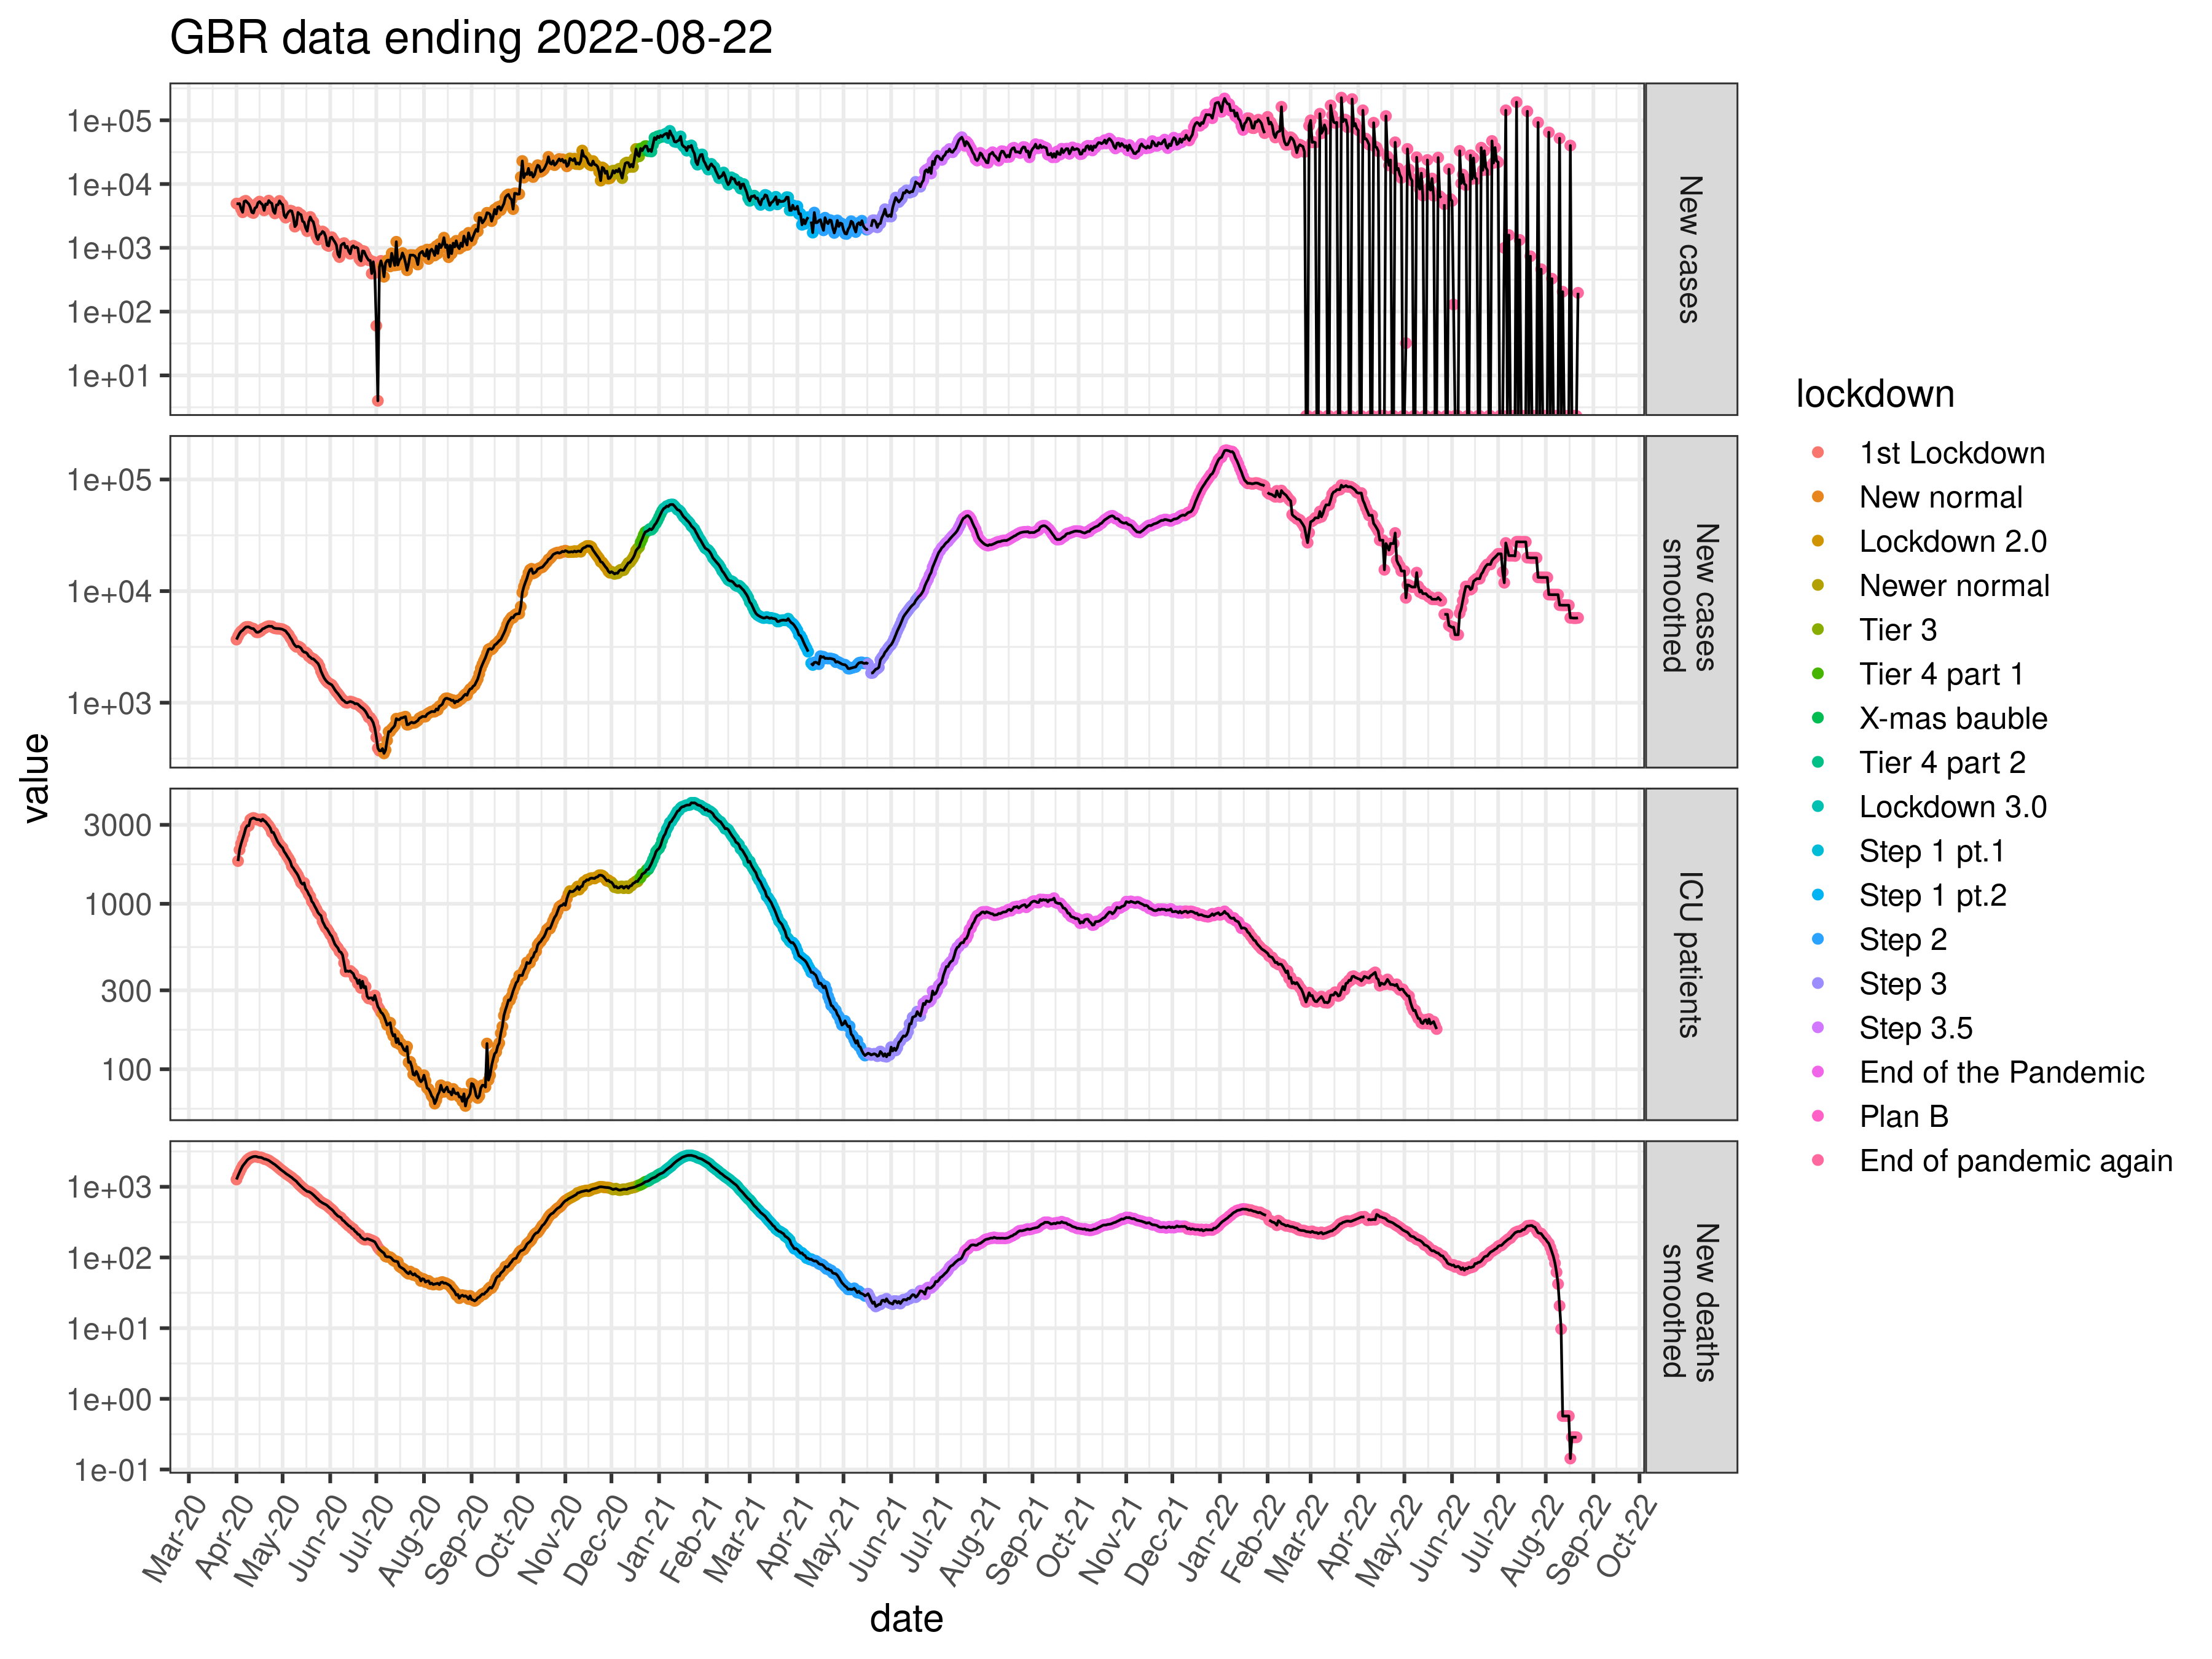 GBR data ending 2022-08-22
1e+05
1e+04
1e+03
1e+02
1e+01
New cases
1e+05
1e+04
1e+03
New cases
smoothed
3000
1000
300
100
ICU patients
1e+03
1e+02
1e+01
1e+00
1e-01
New deaths
smoothed
value
Mar-20
Apr-20
May-20
Jun-20
Jul-20
Aug-20
Sep-20
Oct-20
Nov-20
Dec-20
Jan-21
Feb-21
Mar-21
Apr-21
May-21
Jun-21
Jul-21
Aug-21
Sep-21
Oct-21
Nov-21
Dec-21
Jan-22
Feb-22
Mar-22
Apr-22
May-22
Jun-22
Jul-22
Aug-22
Sep-22
Oct-22
date
lockdown
1st Lockdown
New normal
Lockdown 2.0
Newer normal
Tier 3
Tier 4 part 1
X-mas bauble
Tier 4 part 2
Lockdown 3.0
Step 1 pt.1
Step 1 pt.2
Step 2
Step 3
Step 3.5
End of the Pandemic
Plan B
End of pandemic again